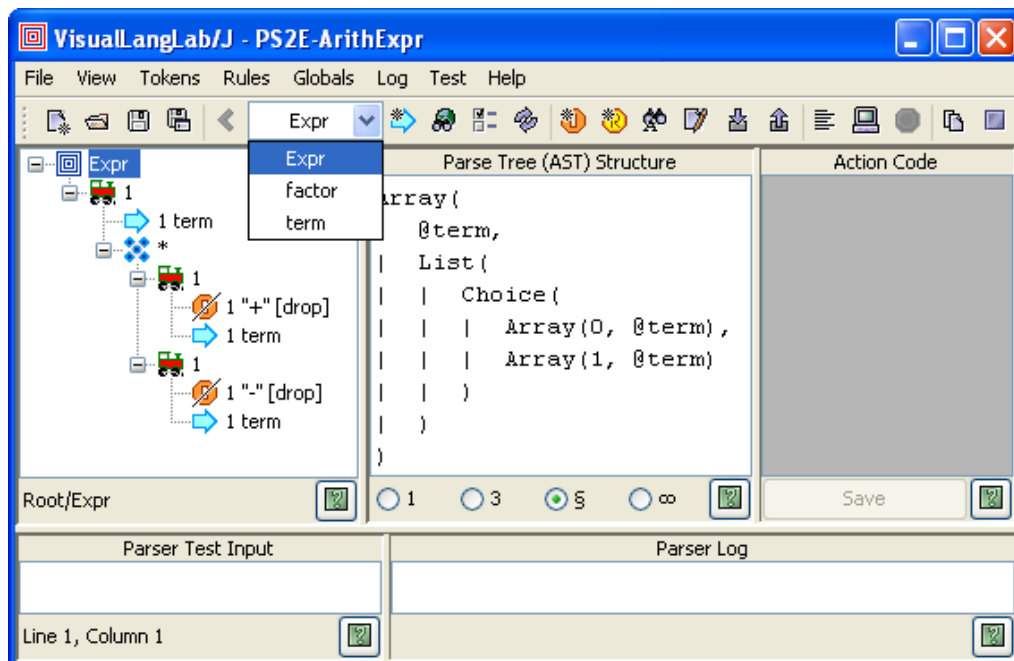 VisualLangLab/J - PS2E-ArithExpr
File View Tokens Rules Globals Log Test Help
Expr
Expr
factor
term
Expr
1
1 term
*
1
1 "+" [drop]
1 term
1
1 "-" [drop]
1 term
Root/Expr
Parse Tree (AST) Structure
Array(
@term,
| List(
| | Choice(
| | | Array(0, @term),
| | | Array(1, @term)
| | )
| )
)
1 3 § ∞
Action Code
Save
Parser Test Input
Line 1, Column 1
Parser Log